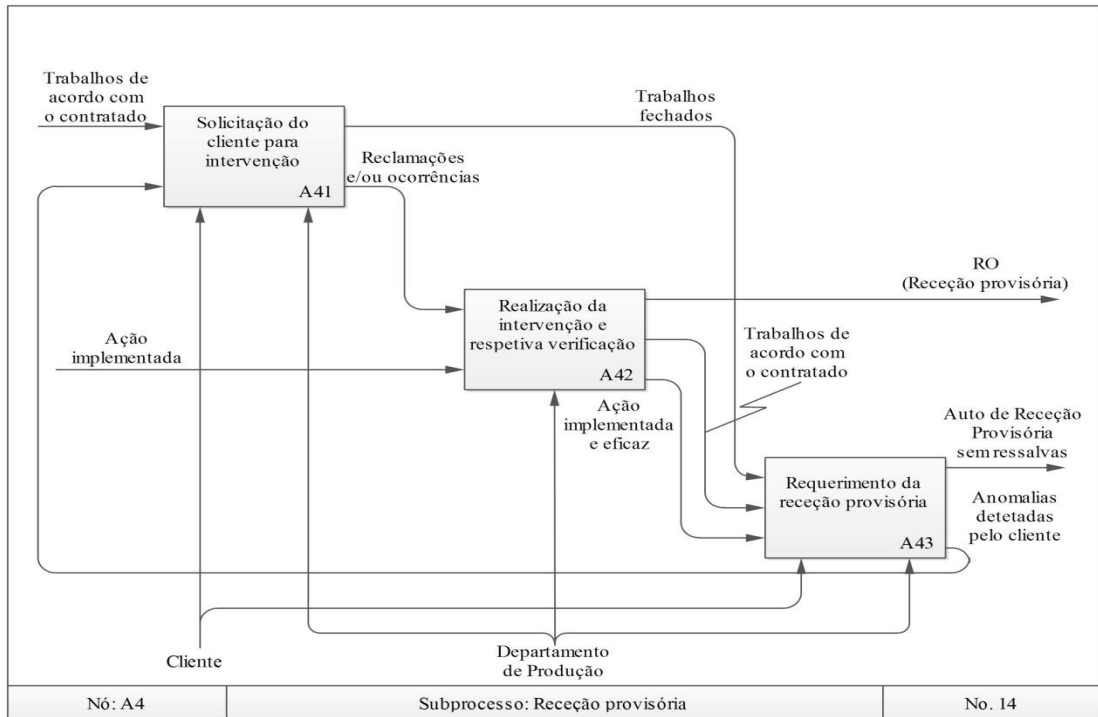 Trabalhos de
acordo com
o contratado
Solicitação do
cliente para
intervenção
A41
Trabalhos
fechados
Reclamações
e/ou ocorrências
RO
(Receção provisória)
Realização da
intervenção e
respetiva verificação
A42
Ação
implementada
Trabalhos de
acordo com
o contratado
Ação
implementada
e eficaz
Auto de Receção
Provisória
sem ressalvas
Requerimento da
receção provisória
A43
Anomalias
detetadas
pelo cliente
Cliente
Departamento
de Produção
Nó: A4
Subprocesso: Receção provisória
No. 14